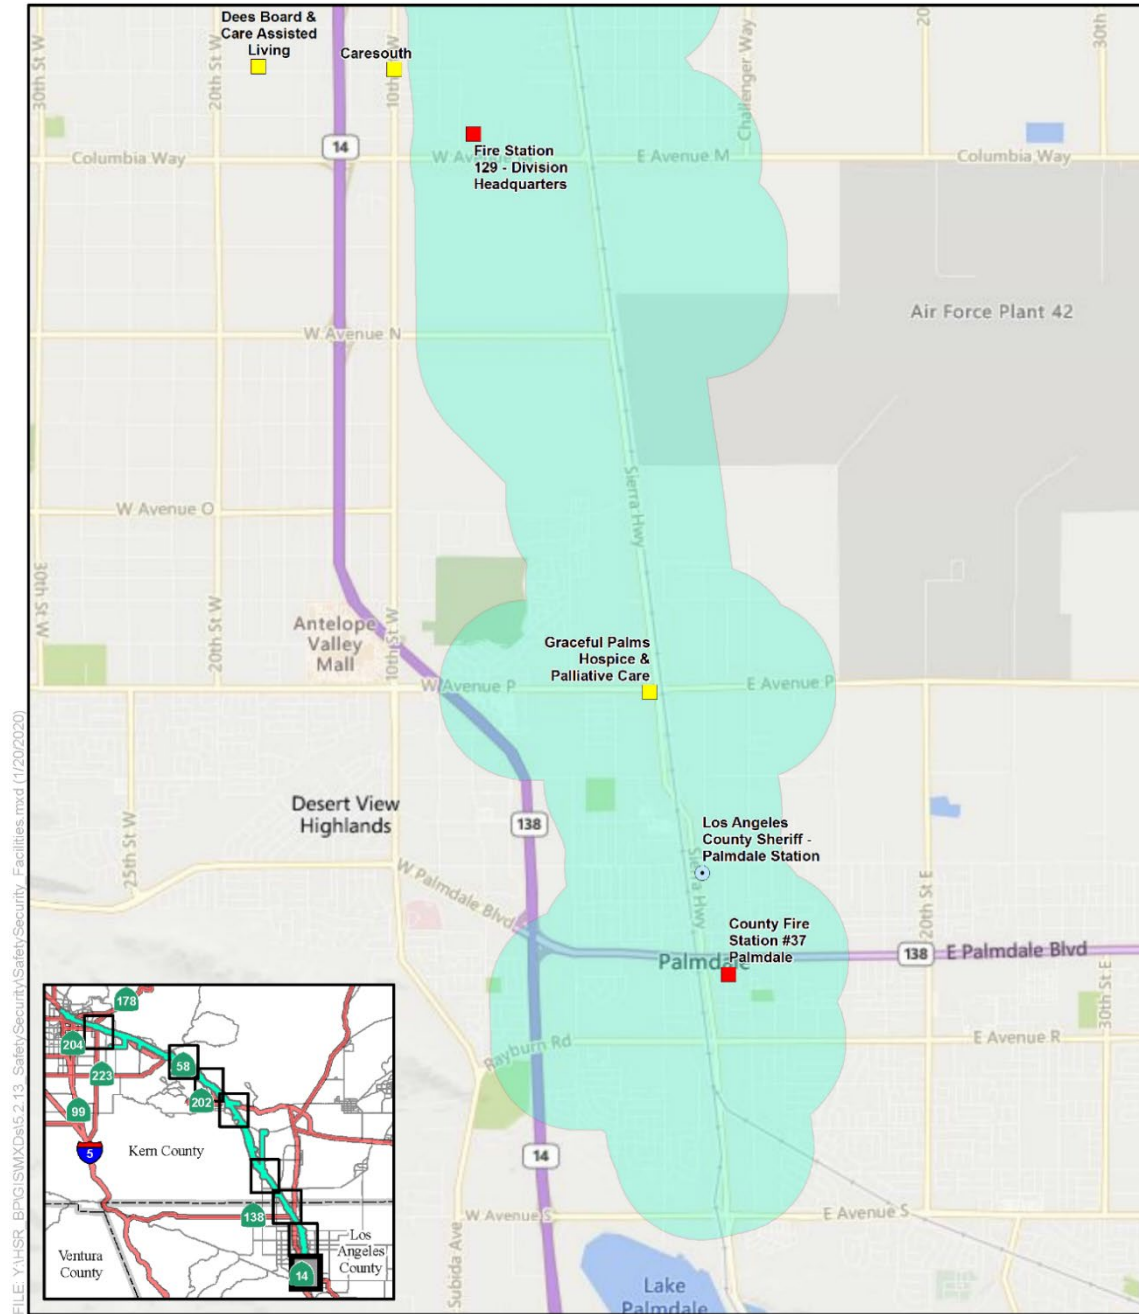 Dees Board &
Care Assisted
Living
Caresouth
30th St W
20th St W
10th St W
Challenger Way
20
30th
14
Columbia Way
W Avenue M
E Avenue M
Columbia Way
Fire Station
129 - Division
Headquarters
Air Force Plant 42
W Avenue N
Sierra Hwy
W Avenue O
30th St W
20th St W
10th St W
Antelope
Valley
Mall
Graceful Palms
Hospice &
Palliative Care
W Avenue P
E Avenue P
Desert View
Highlands
138
Los Angeles
County Sheriff -
Palmdale Station
Sierra Hwy
25th St W
W Palmdale Blvd
20th St E
County Fire
Station #37
Palmdale
Palmdale
138
E Palmdale Blvd
30th St E
Rayburn Rd
E Avenue R
14
W Avenue S
E Avenue S
Subida Ave
Lake
Palmdale
178
204
58
223
202
99
5
Kern County
138
Los
Angeles
County
Ventura
County
14
FILE: Y:\HSR_BP\GIS\MXDs\5.2.13_SafetySecurity\SafetySecurity_Facilities.mxd (1/20/2020)